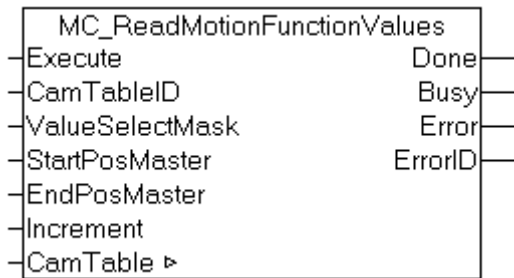 MC_ReadMotionFunctionValues
Execute Done
CamTableID Busy
ValueSelectMask Error
StartPosMaster ErrorID
EndPosMaster
Increment
CamTable ▹